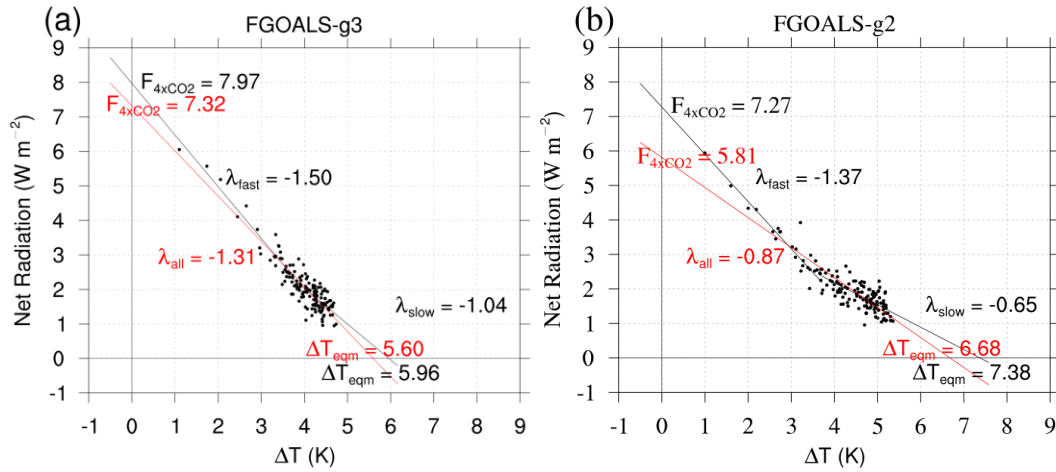 (a)
FGOALS-g3
9
8
7
6
5
4
3
2
1
0
-1
Net Radiation (W m⁻²)
F4xCO2 = 7.97
F4xCO2 = 7.32
λfast = -1.50
λall = -1.31
λslow = -1.04
ΔTeqm = 5.60
ΔTeqm = 5.96
-1 0 1 2 3 4 5 6 7 8 9
ΔT (K)
(b)
FGOALS-g2
9
8
7
6
5
4
3
2
1
0
-1
Net Radiation (W m⁻²)
F4xCO2 = 7.27
F4xCO2 = 5.81
λfast = -1.37
λall = -0.87
λslow = -0.65
ΔTeqm = 6.68
ΔTeqm = 7.38
-1 0 1 2 3 4 5 6 7 8 9
ΔT (K)